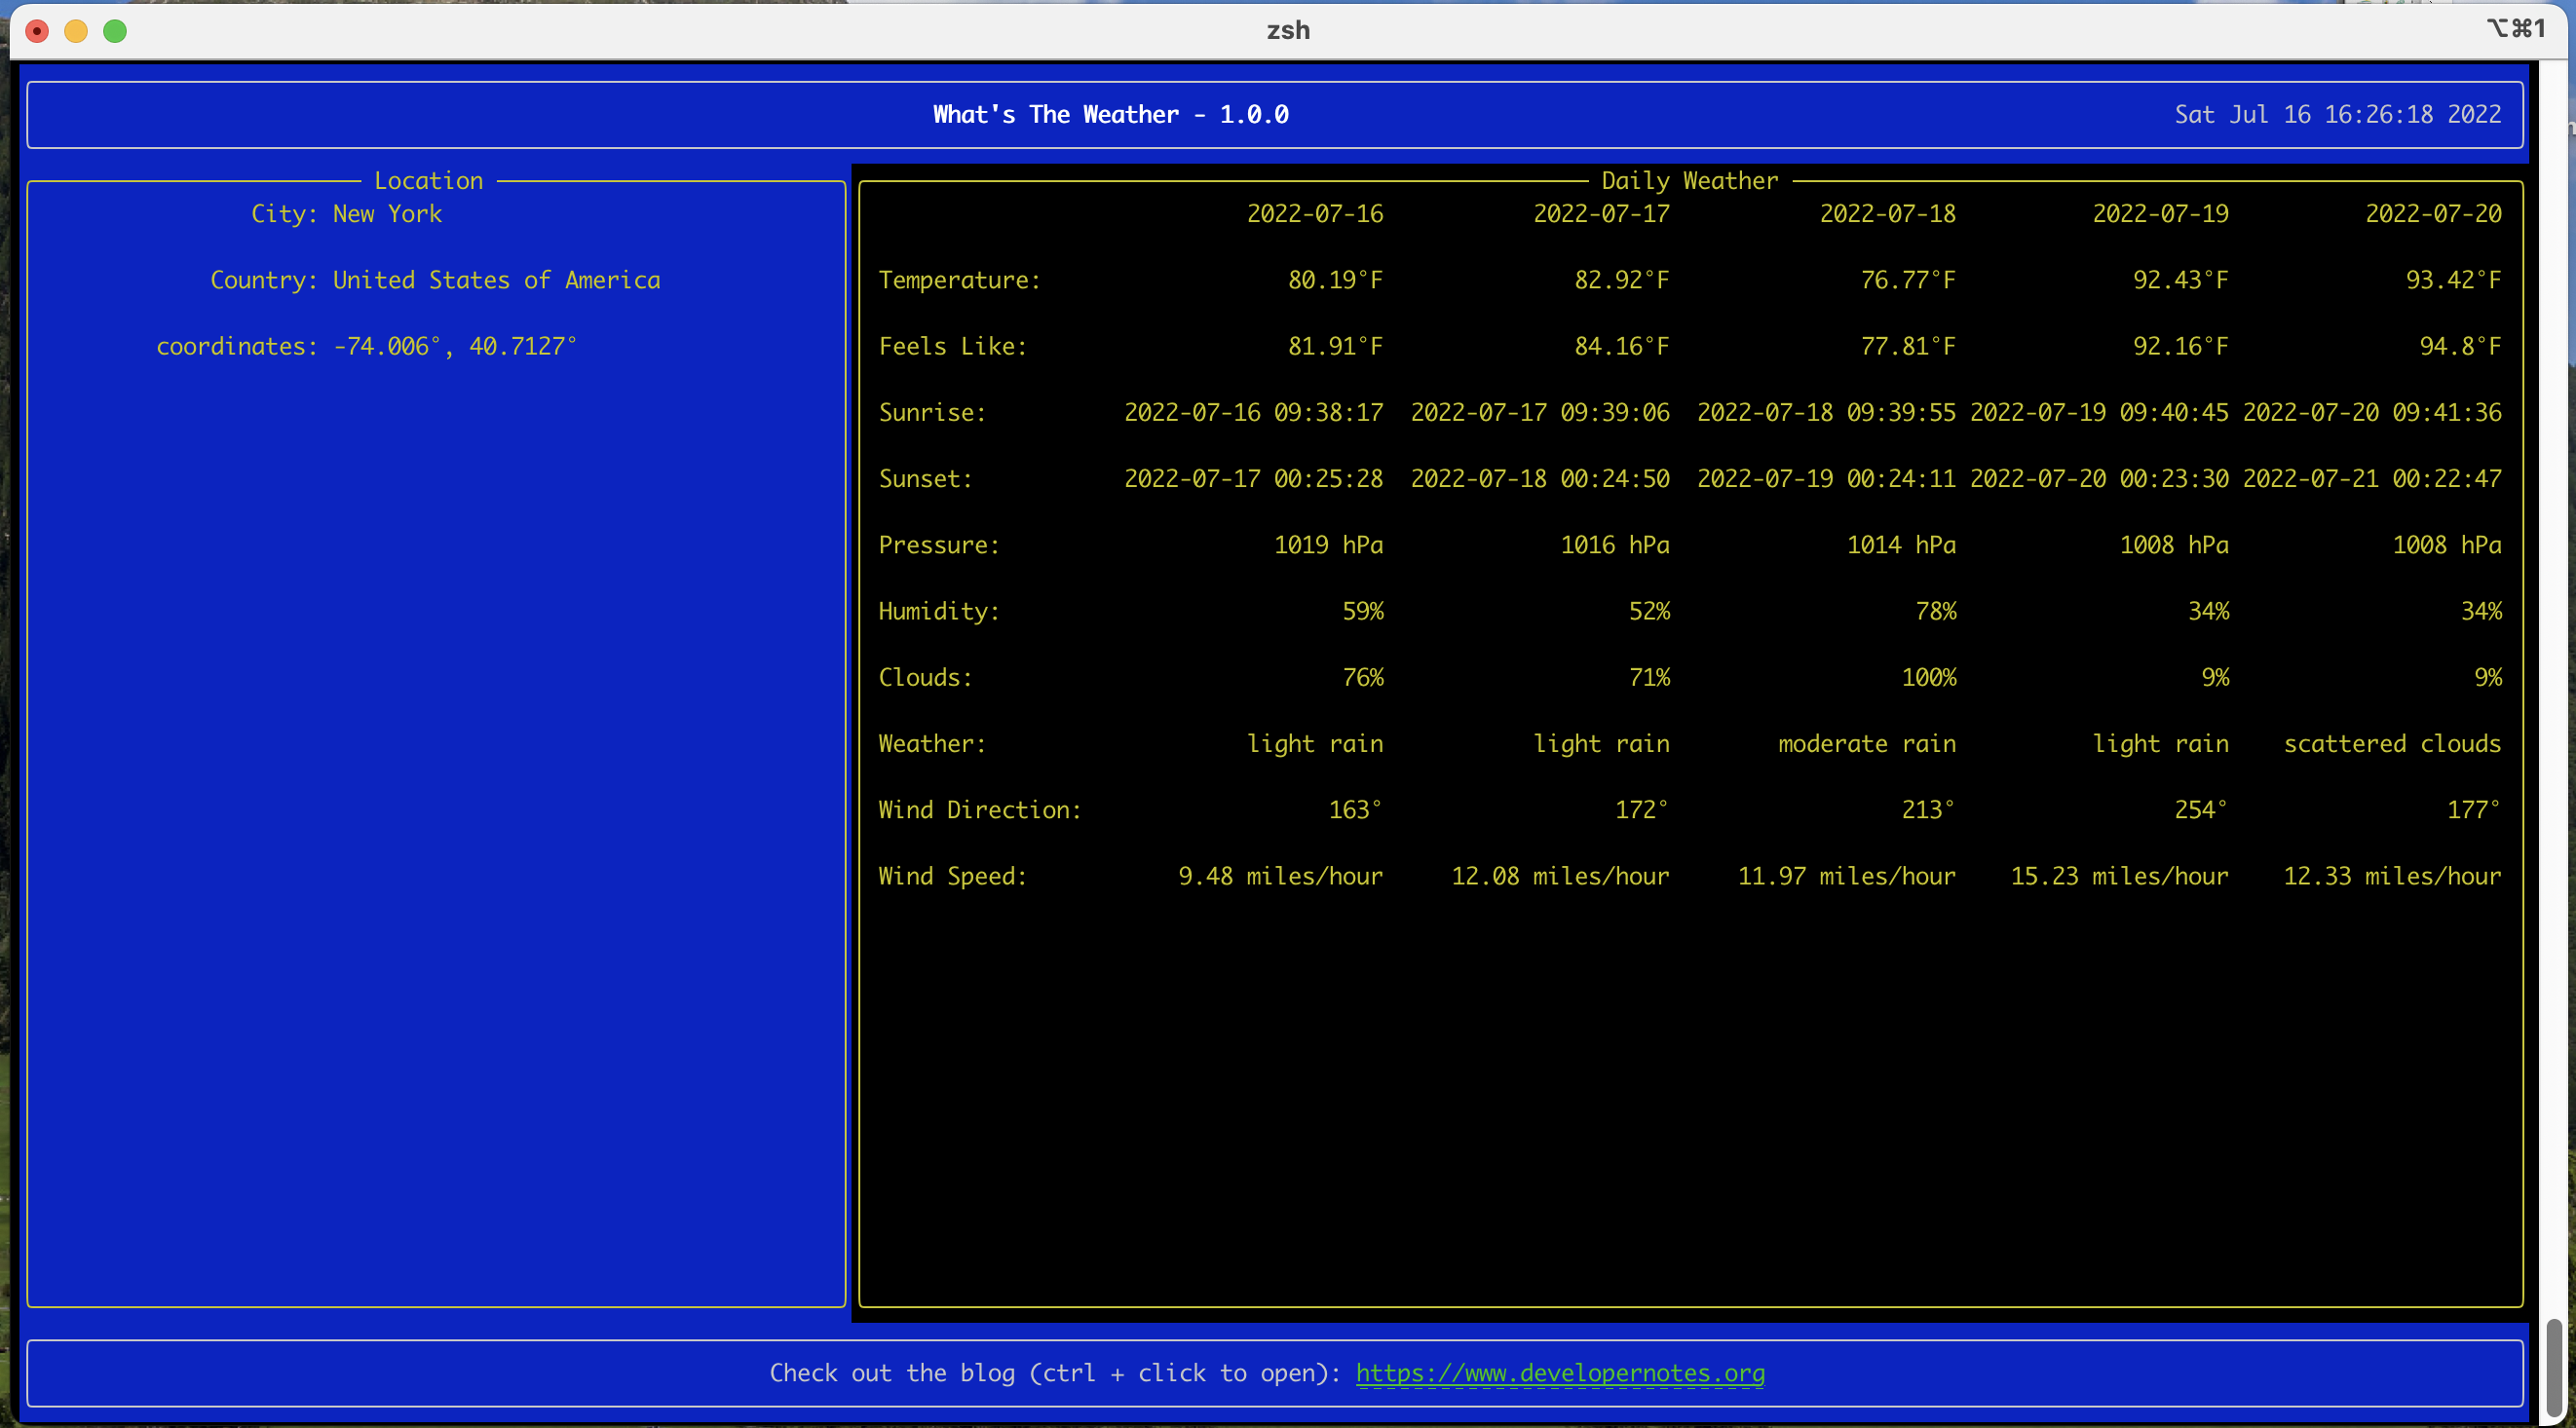 zsh
⌥⌘1
What's The Weather - 1.0.0 Sat Jul 16 16:26:18 2022
Location
City: New York
Country: United States of America
coordinates: -74.006°, 40.7127°
Daily Weather
2022-07-16 2022-07-17 2022-07-18 2022-07-19 2022-07-20
Temperature: 80.19°F 82.92°F 76.77°F 92.43°F 93.42°F
Feels Like: 81.91°F 84.16°F 77.81°F 92.16°F 94.8°F
Sunrise: 2022-07-16 09:38:17 2022-07-17 09:39:06 2022-07-18 09:39:55 2022-07-19 09:40:45 2022-07-20 09:41:36
Sunset: 2022-07-17 00:25:28 2022-07-18 00:24:50 2022-07-19 00:24:11 2022-07-20 00:23:30 2022-07-21 00:22:47
Pressure: 1019 hPa 1016 hPa 1014 hPa 1008 hPa 1008 hPa
Humidity: 59% 52% 78% 34% 34%
Clouds: 76% 71% 100% 9% 9%
Weather: light rain light rain moderate rain light rain scattered clouds
Wind Direction: 163° 172° 213° 254° 177°
Wind Speed: 9.48 miles/hour 12.08 miles/hour 11.97 miles/hour 15.23 miles/hour 12.33 miles/hour
Check out the blog (ctrl + click to open): https://www.developernotes.org